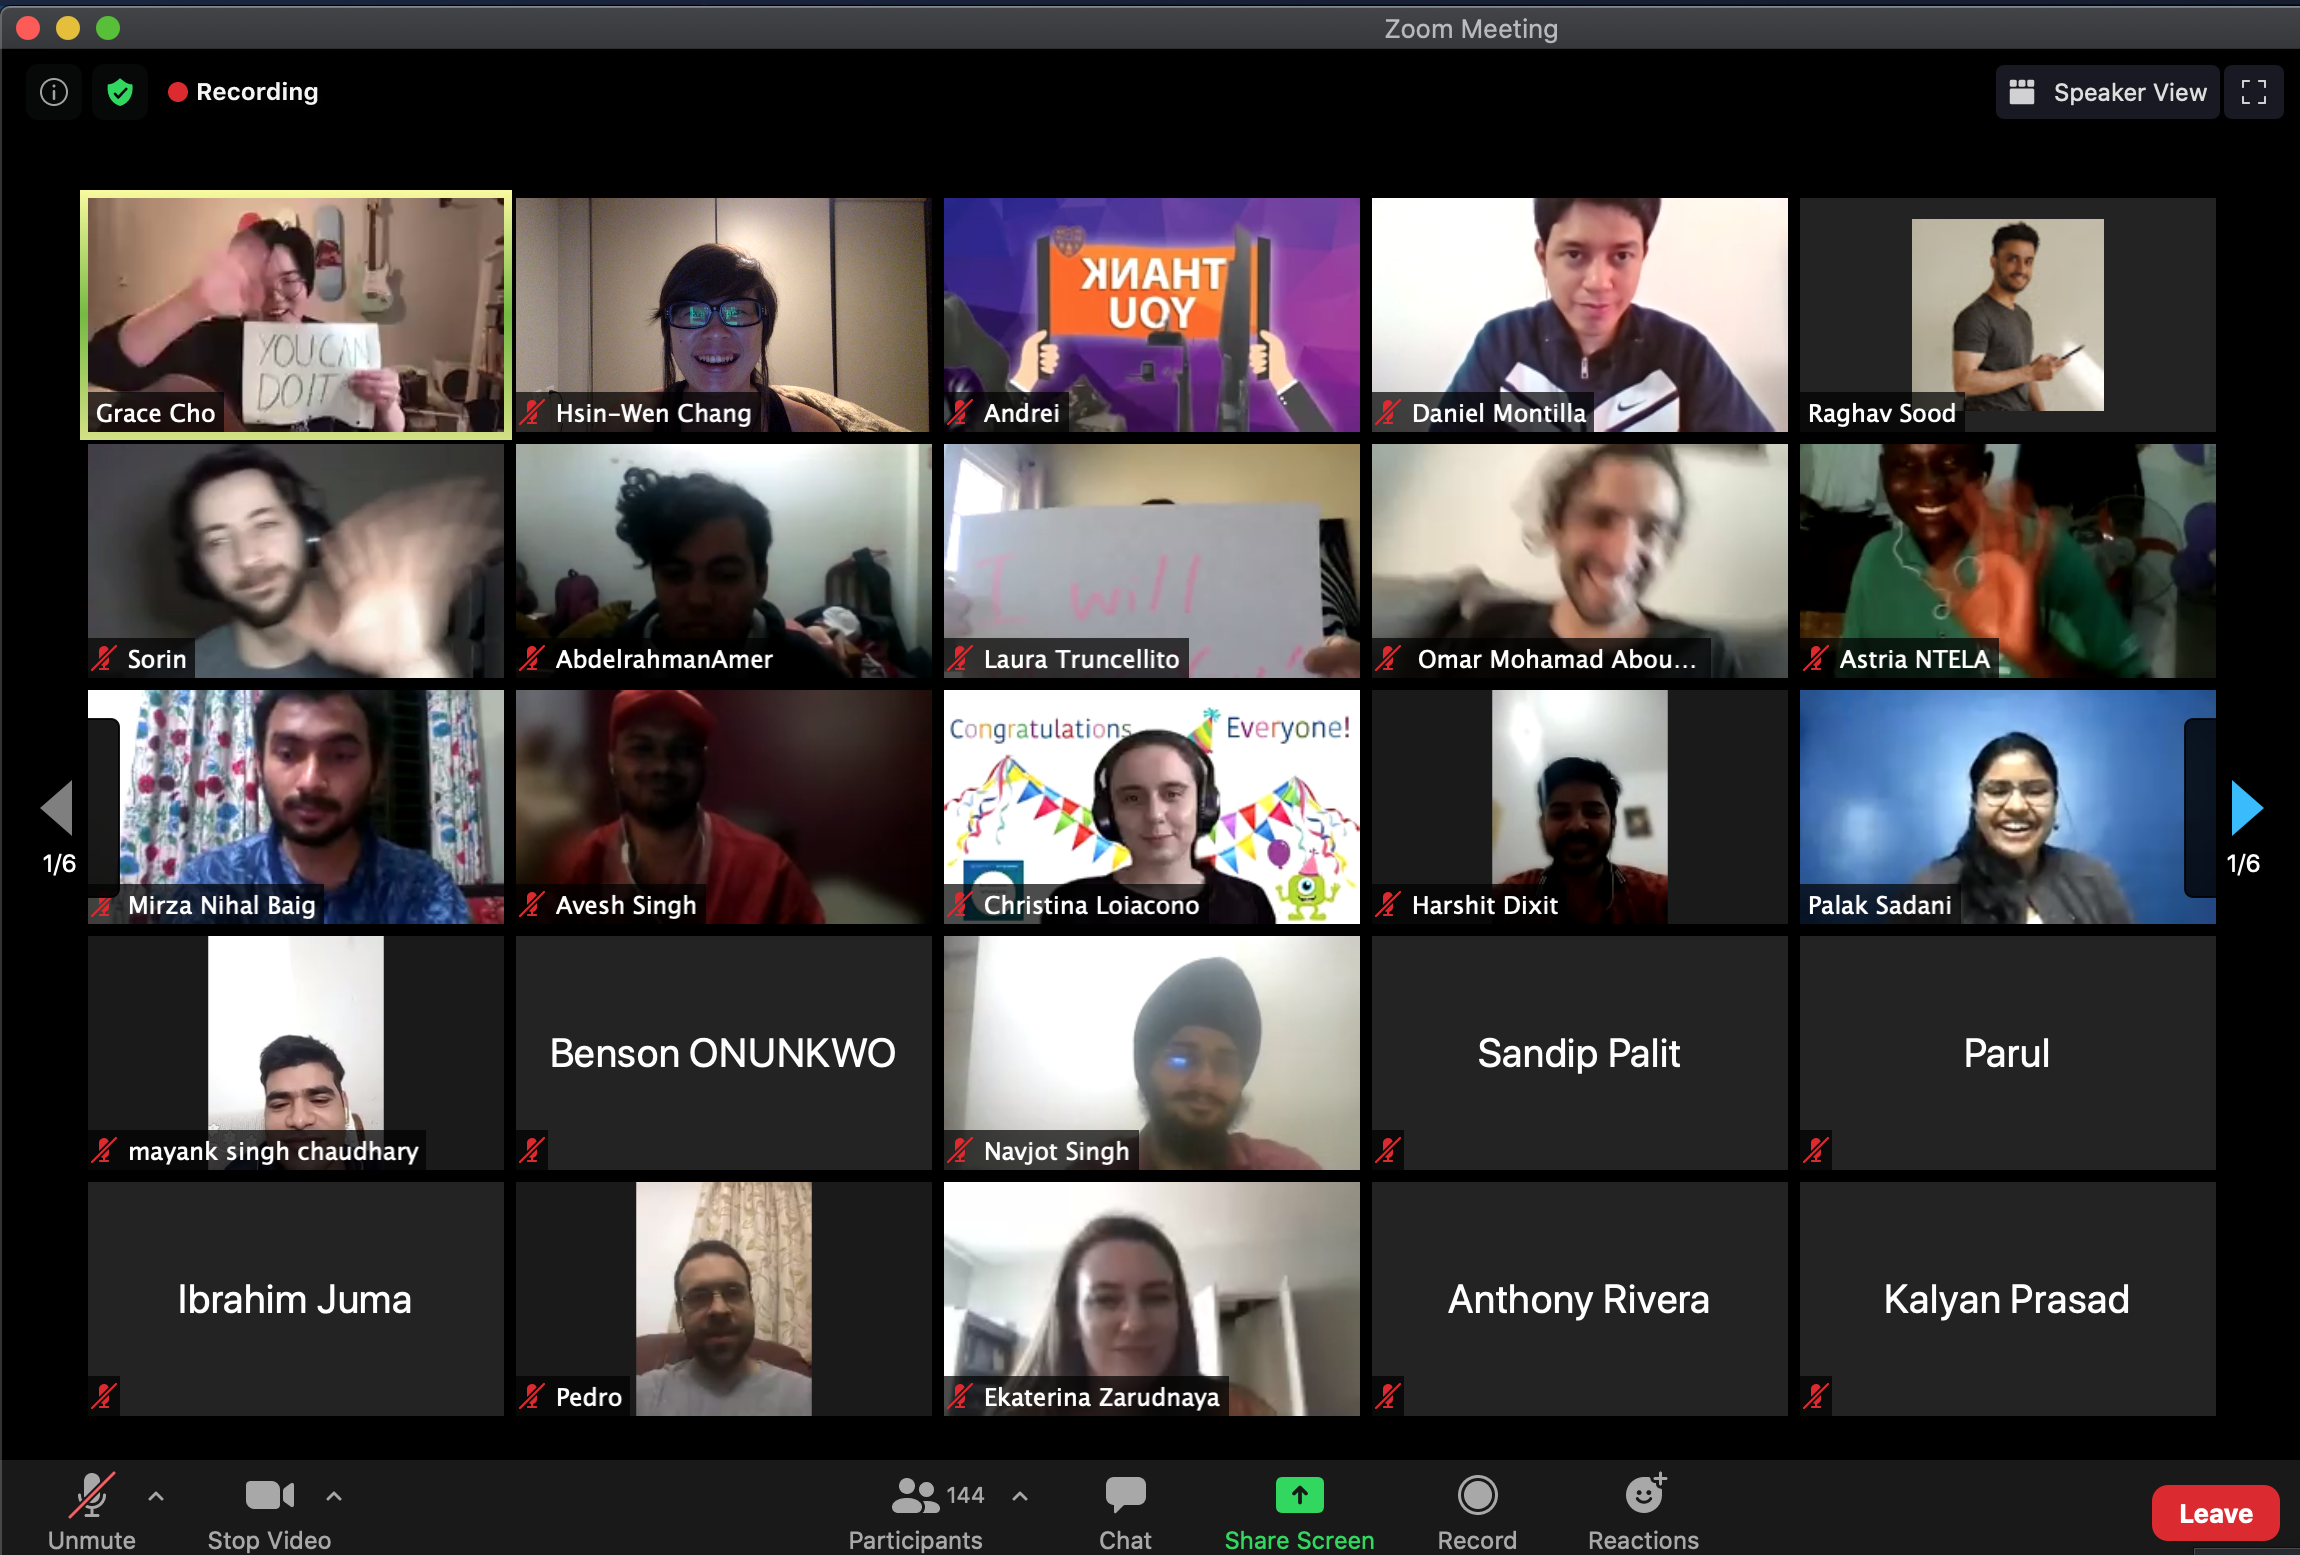 Zoom Meeting
Recording
Speaker View
YOU CAN
DO IT
Grace Cho
Hsin-Wen Chang
THANK
YOU
Andrei
Daniel Montilla
Raghav Sood
Sorin
AbdelrahmanAmer
I will
Laura Truncellito
Omar Mohamad Abou...
Astria NTELA
Mirza Nihal Baig
Avesh Singh
Congratulations Everyone!
Christina Loiacono
Harshit Dixit
Palak Sadani
1/6
1/6
mayank singh chaudhary
Benson ONUNKWO
Navjot Singh
Sandip Palit
Parul
Ibrahim Juma
Pedro
Ekaterina Zarudnaya
Anthony Rivera
Kalyan Prasad
Unmute
Stop Video
144
Participants
Chat
Share Screen
Record
Reactions
Leave